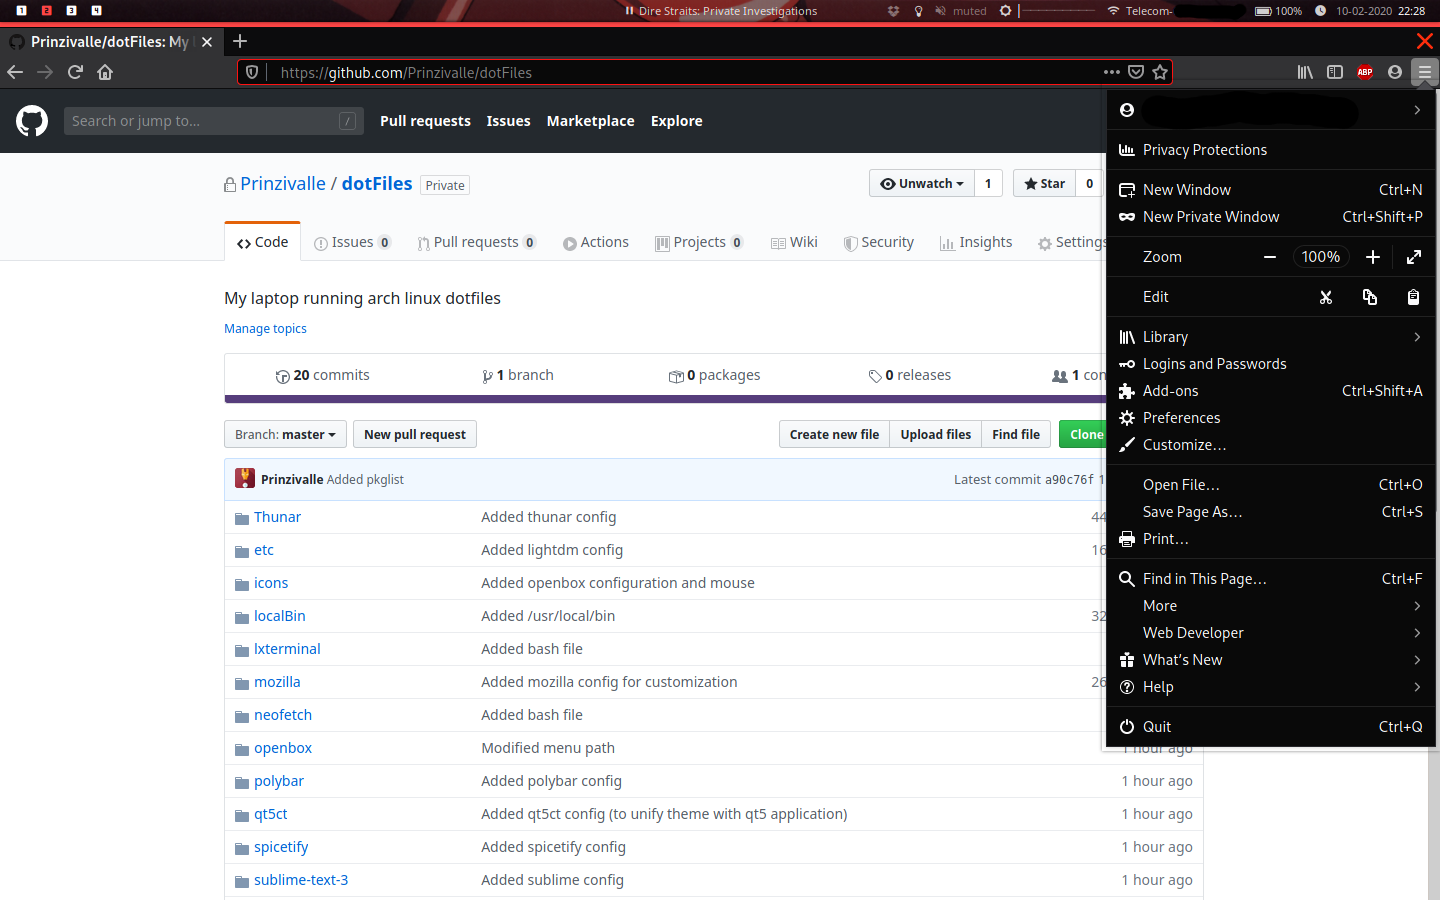 1 2 3 4 Dire Straits: Private Investigations muted Telecom- 100% 10-02-2020 22:28
Prinzivalle/dotFiles: My
https://github.com/Prinzivalle/dotFiles ABP
Search or jump to... / Pull requests Issues Marketplace Explore
Prinzivalle / dotFiles Private Unwatch 1 Star 0
Code Issues 0 Pull requests 0 Actions Projects 0 Wiki Security Insights Settings
My laptop running arch linux dotfiles
Manage topics
20 commits 1 branch 0 packages 0 releases 1 con
Branch: master New pull request Create new file Upload files Find file Clone
Prinzivalle Added pkglist Latest commit a90c76f 1
Thunar Added thunar config 44
etc Added lightdm config 16
icons Added openbox configuration and mouse
localBin Added /usr/local/bin 32
lxterminal Added bash file
mozilla Added mozilla config for customization 26
neofetch Added bash file
openbox Modified menu path 1 hour ago
polybar Added polybar config 1 hour ago
qt5ct Added qt5ct config (to unify theme with qt5 application) 1 hour ago
spicetify Added spicetify config 1 hour ago
sublime-text-3 Added sublime config 1 hour ago
Privacy Protections
New Window Ctrl+N
New Private Window Ctrl+Shift+P
Zoom 100%
Edit
Library
Logins and Passwords
Add-ons Ctrl+Shift+A
Preferences
Customize…
Open File… Ctrl+O
Save Page As… Ctrl+S
Print…
Find in This Page… Ctrl+F
More
Web Developer
What's New
Help
Quit Ctrl+Q